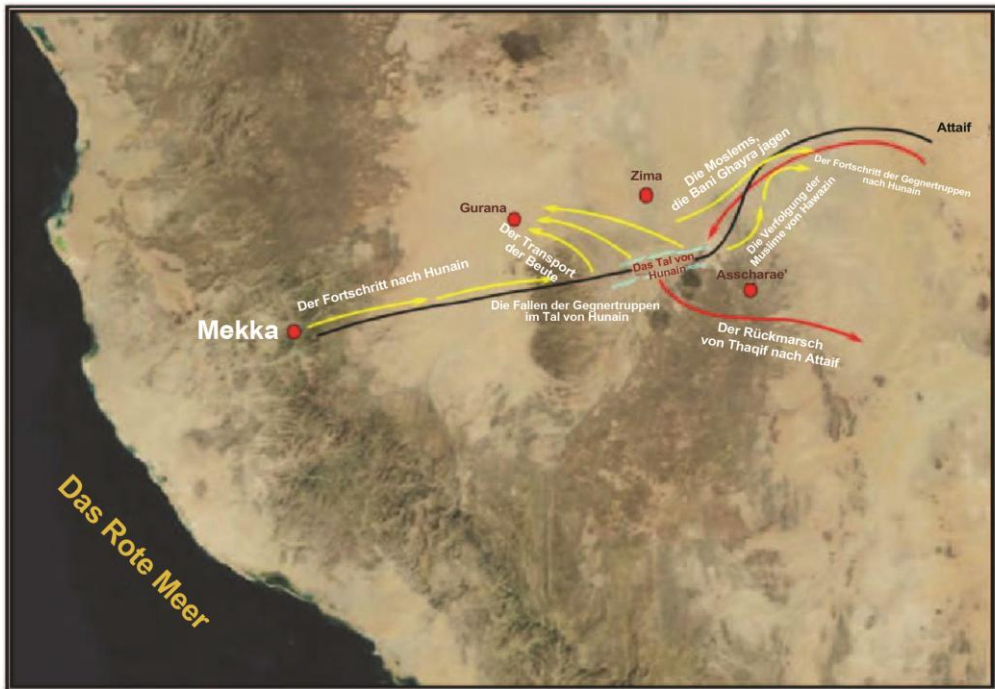 Attaif
Die Moslems,
die Bani Ghayra jagen
Der Fortschritt der Gegnertruppen
nach Hunain
Zima
Die Verfolgung der
Muslime von Hawazin
Gurana
Der Transport
der Beute
Das Tal von
Hunain
Asscharae'
Der Fortschritt nach Hunain
Die Fallen der Gegnertruppen
im Tal von Hunain
Mekka
Der Rückmarsch
von Thaqif nach Attaif
Das Rote Meer